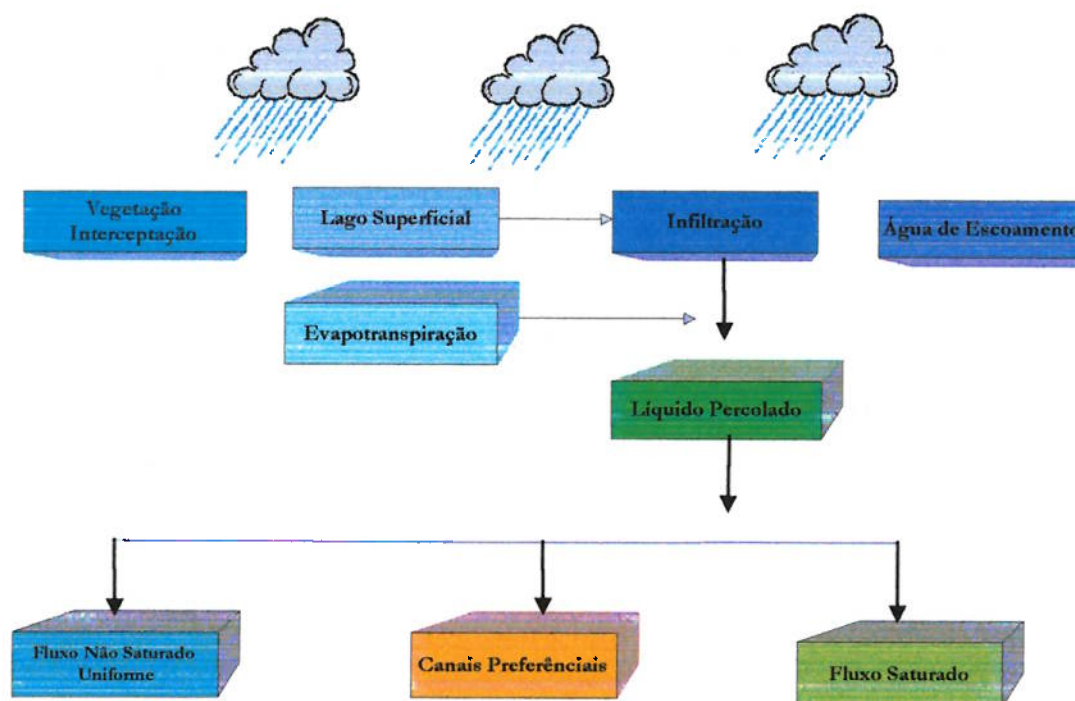 Vegetação
Interceptação
Lago Superficial
Infiltração
Água de Escoamento
Evapotranspiração
Líquido Percolado
Fluxo Não Saturado
Uniforme
Canais Preferênciais
Fluxo Saturado